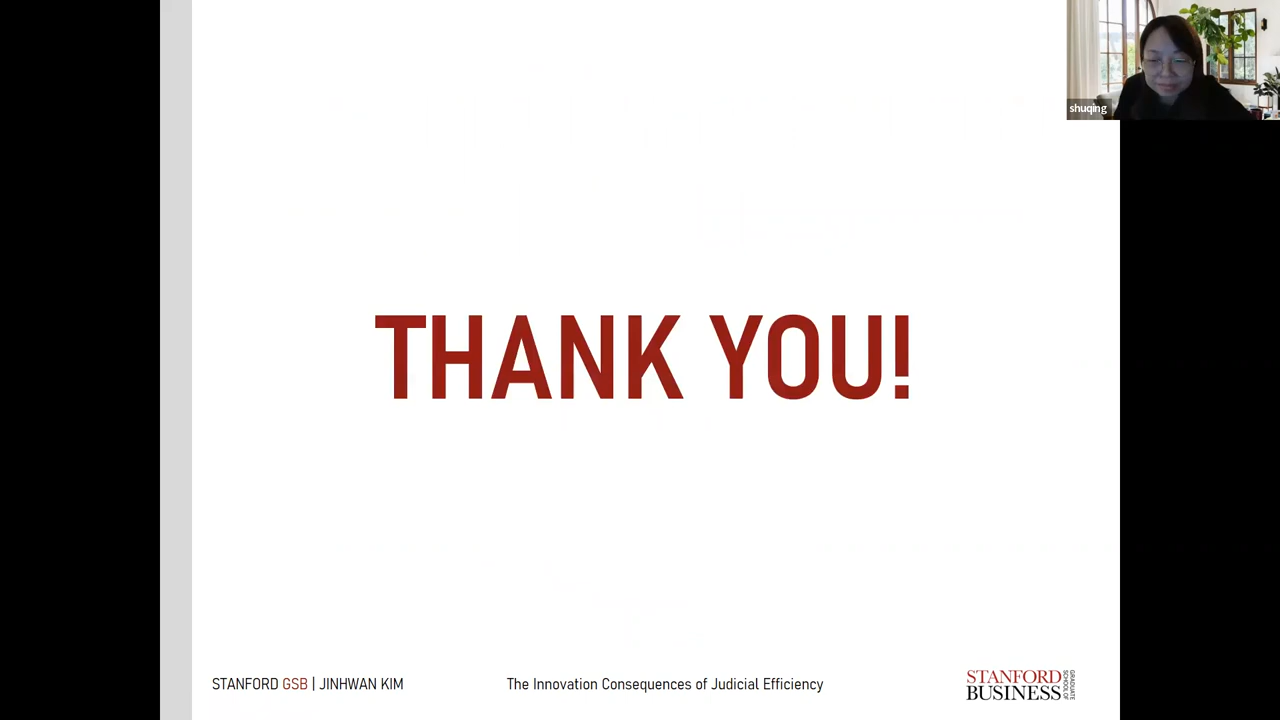 shuqing
THANK YOU!
STANFORD GSB | JINHWAN KIM
The Innovation Consequences of Judicial Efficiency
STANFORD
BUSINESS
GRADUATE
SCHOOL OF